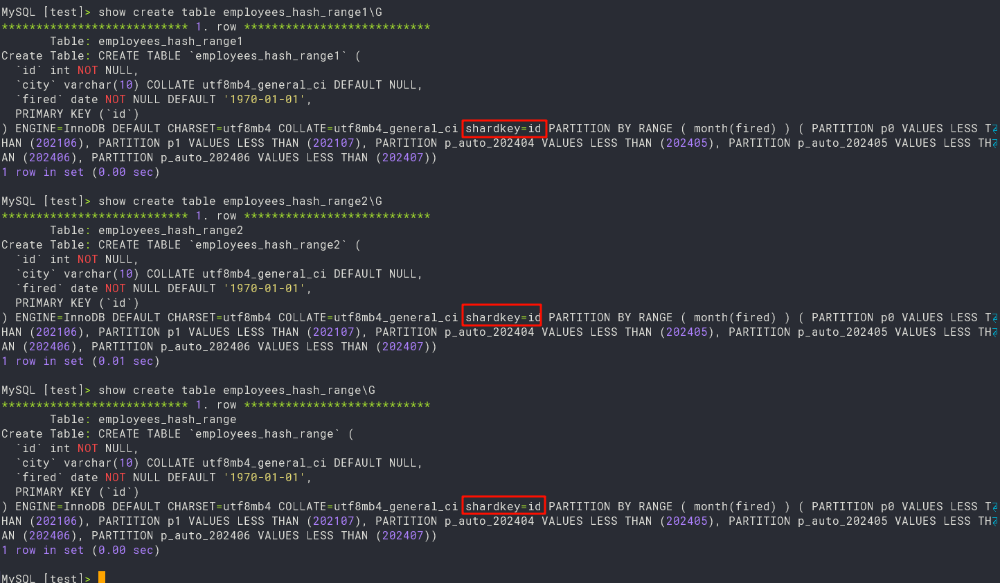 MySQL [test]> show create table employees_hash_range1\G
*************************** 1. row ***************************
       Table: employees_hash_range1
Create Table: CREATE TABLE `employees_hash_range1` (
  `id` int NOT NULL,
  `city` varchar(10) COLLATE utf8mb4_general_ci DEFAULT NULL,
  `fired` date NOT NULL DEFAULT '1970-01-01',
  PRIMARY KEY (`id`)
) ENGINE=InnoDB DEFAULT CHARSET=utf8mb4 COLLATE=utf8mb4_general_ci shardkey=id PARTITION BY RANGE ( month(fired) ) ( PARTITION p0 VALUES LESS T
HAN (202106), PARTITION p1 VALUES LESS THAN (202107), PARTITION p_auto_202404 VALUES LESS THAN (202405), PARTITION p_auto_202405 VALUES LESS TH
AN (202406), PARTITION p_auto_202406 VALUES LESS THAN (202407))
1 row in set (0.00 sec)
MySQL [test]> show create table employees_hash_range2\G
*************************** 1. row ***************************
       Table: employees_hash_range2
Create Table: CREATE TABLE `employees_hash_range2` (
  `id` int NOT NULL,
  `city` varchar(10) COLLATE utf8mb4_general_ci DEFAULT NULL,
  `fired` date NOT NULL DEFAULT '1970-01-01',
  PRIMARY KEY (`id`)
) ENGINE=InnoDB DEFAULT CHARSET=utf8mb4 COLLATE=utf8mb4_general_ci shardkey=id PARTITION BY RANGE ( month(fired) ) ( PARTITION p0 VALUES LESS T
HAN (202106), PARTITION p1 VALUES LESS THAN (202107), PARTITION p_auto_202404 VALUES LESS THAN (202405), PARTITION p_auto_202405 VALUES LESS TH
AN (202406), PARTITION p_auto_202406 VALUES LESS THAN (202407))
1 row in set (0.01 sec)
MySQL [test]> show create table employees_hash_range\G
*************************** 1. row ***************************
       Table: employees_hash_range
Create Table: CREATE TABLE `employees_hash_range` (
  `id` int NOT NULL,
  `city` varchar(10) COLLATE utf8mb4_general_ci DEFAULT NULL,
  `fired` date NOT NULL DEFAULT '1970-01-01',
  PRIMARY KEY (`id`)
) ENGINE=InnoDB DEFAULT CHARSET=utf8mb4 COLLATE=utf8mb4_general_ci shardkey=id PARTITION BY RANGE ( month(fired) ) ( PARTITION p0 VALUES LESS T
HAN (202106), PARTITION p1 VALUES LESS THAN (202107), PARTITION p_auto_202404 VALUES LESS THAN (202405), PARTITION p_auto_202405 VALUES LESS TH
AN (202406), PARTITION p_auto_202406 VALUES LESS THAN (202407))
1 row in set (0.00 sec)
MySQL [test]>